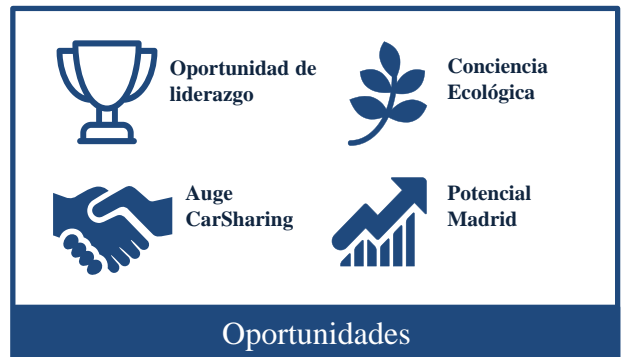 Oportunidad de
liderazgo
Conciencia
Ecológica
Auge
CarSharing
Potencial
Madrid
Oportunidades